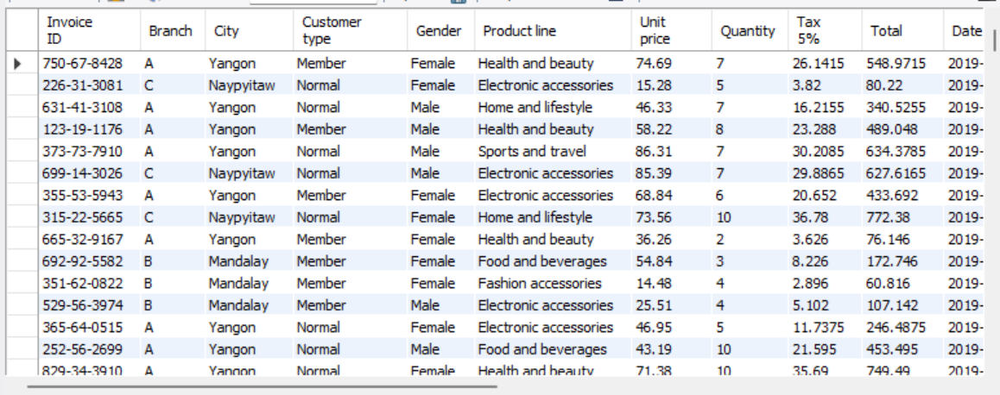 Invoice ID Branch City Customer type Gender Product line Unit price Quantity Tax 5% Total Date
750-67-8428 A Yangon Member Female Health and beauty 74.69 7 26.1415 548.9715 2019-
226-31-3081 C Naypyitaw Normal Female Electronic accessories 15.28 5 3.82 80.22 2019-
631-41-3108 A Yangon Normal Male Home and lifestyle 46.33 7 16.2155 340.5255 2019-
123-19-1176 A Yangon Member Male Health and beauty 58.22 8 23.288 489.048 2019-
373-73-7910 A Yangon Normal Male Sports and travel 86.31 7 30.2085 634.3785 2019-
699-14-3026 C Naypyitaw Normal Male Electronic accessories 85.39 7 29.8865 627.6165 2019-
355-53-5943 A Yangon Member Female Electronic accessories 68.84 6 20.652 433.692 2019-
315-22-5665 C Naypyitaw Normal Female Home and lifestyle 73.56 10 36.78 772.38 2019-
665-32-9167 A Yangon Member Female Health and beauty 36.26 2 3.626 76.146 2019-
692-92-5582 B Mandalay Member Female Food and beverages 54.84 3 8.226 172.746 2019-
351-62-0822 B Mandalay Member Female Fashion accessories 14.48 4 2.896 60.816 2019-
529-56-3974 B Mandalay Member Male Electronic accessories 25.51 4 5.102 107.142 2019-
365-64-0515 A Yangon Normal Female Electronic accessories 46.95 5 11.7375 246.4875 2019-
252-56-2699 A Yangon Normal Male Food and beverages 43.19 10 21.595 453.495 2019-
829-34-3910 A Yangon Normal Female Health and beauty 71.38 10 35.69 749.49 2019-